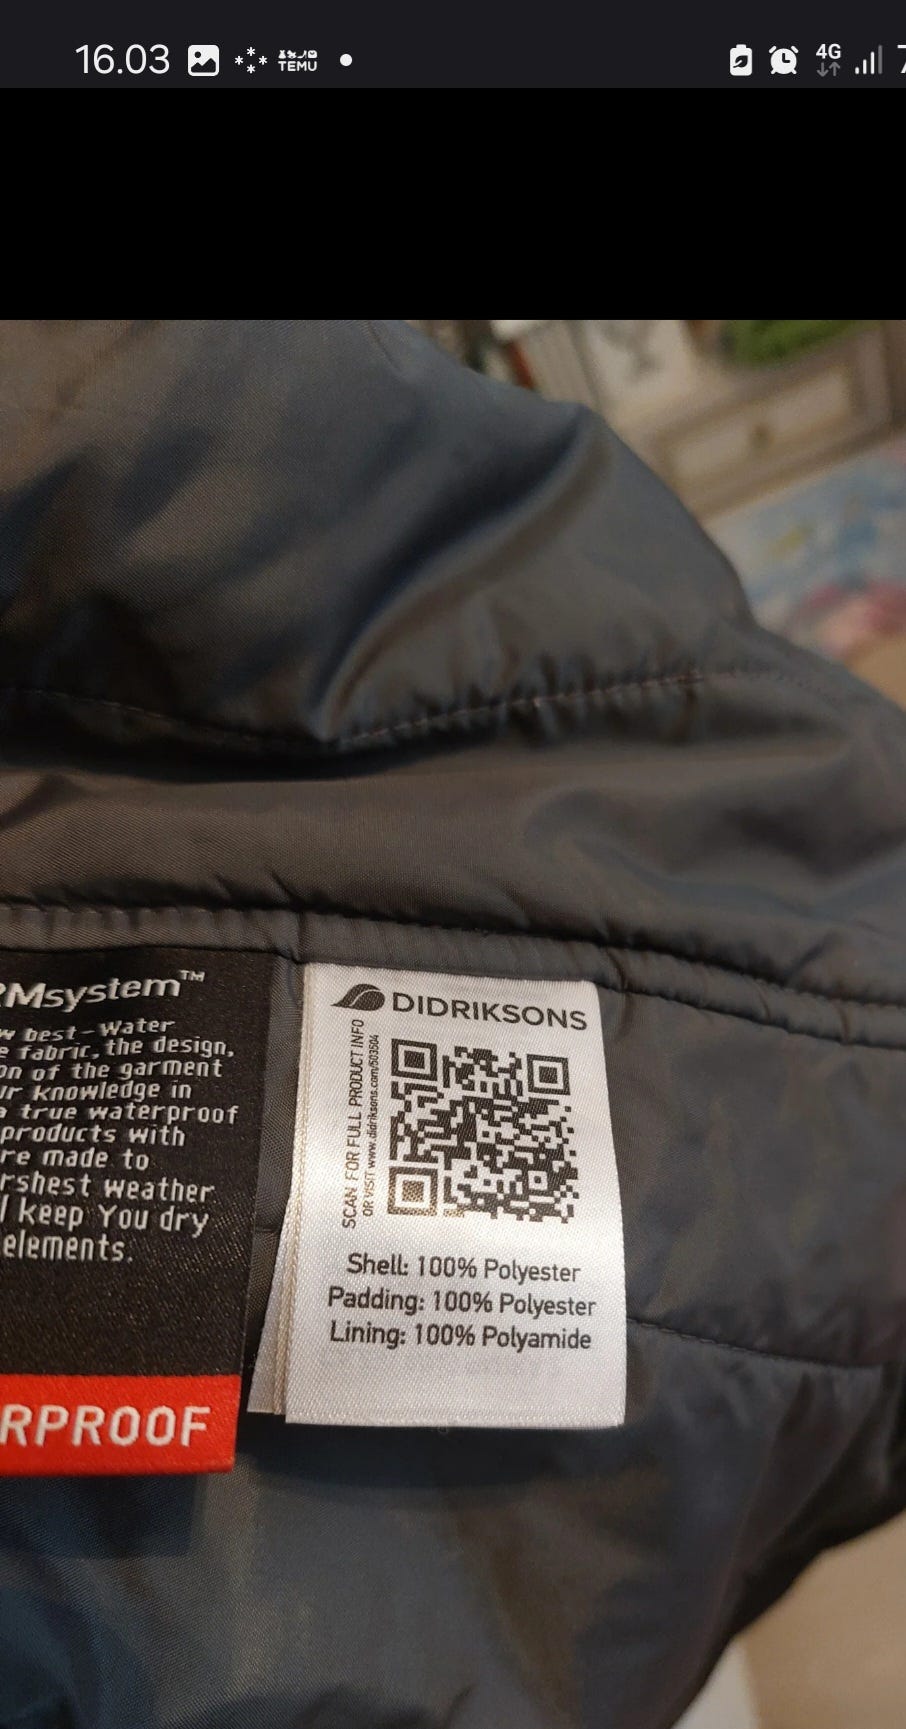 16.03
TEMU
4G
Msystem™
best-Water
fabric, the design,
on of the garment
ur knowledge in
true waterproof
products with
re made to
rshest weather
keep You dry
elements.
RPROOF
DIDRIKSONS
SCAN FOR FULL PRODUCT INFO
OR VISIT www.didriksons.com/503504
Shell: 100% Polyester
Padding: 100% Polyester
Lining: 100% Polyamide